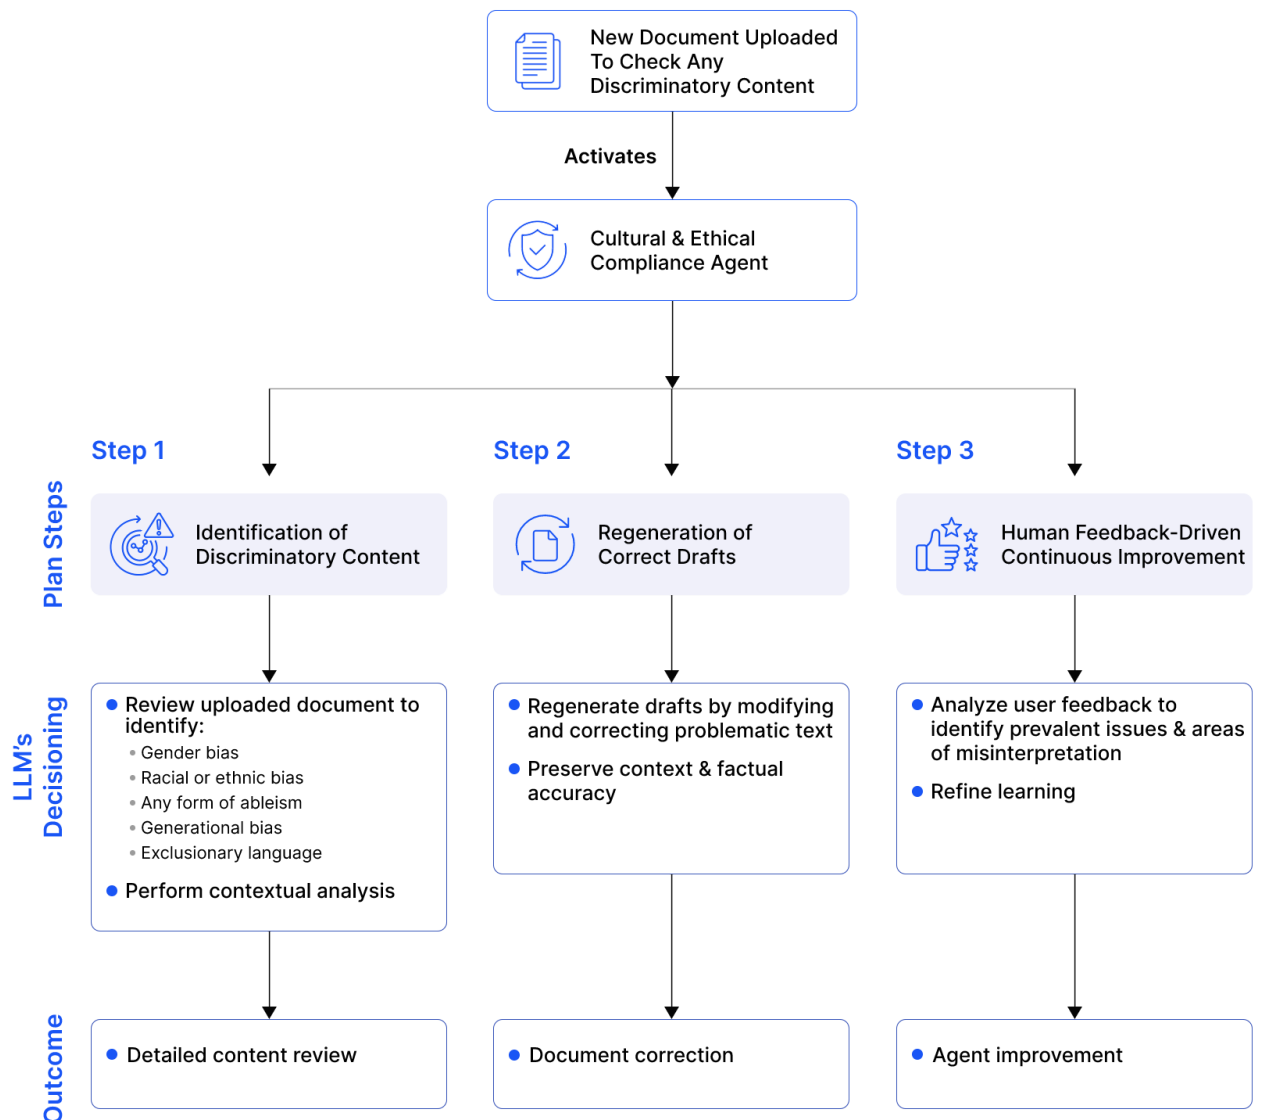 New Document Uploaded
To Check Any
Discriminatory Content
Activates
Cultural & Ethical
Compliance Agent
Step 1
Step 2
Step 3
Plan Steps
Identification of
Discriminatory Content
Regeneration of
Correct Drafts
Human Feedback-Driven
Continuous Improvement
LLM's
Decisioning
Review uploaded document to
identify:
Gender bias
Racial or ethnic bias
Any form of ableism
Generational bias
Exclusionary language
Perform contextual analysis
Regenerate drafts by modifying
and correcting problematic text
Preserve context & factual
accuracy
Analyze user feedback to
identify prevalent issues & areas
of misinterpretation
Refine learning
Outcome
Detailed content review
Document correction
Agent improvement